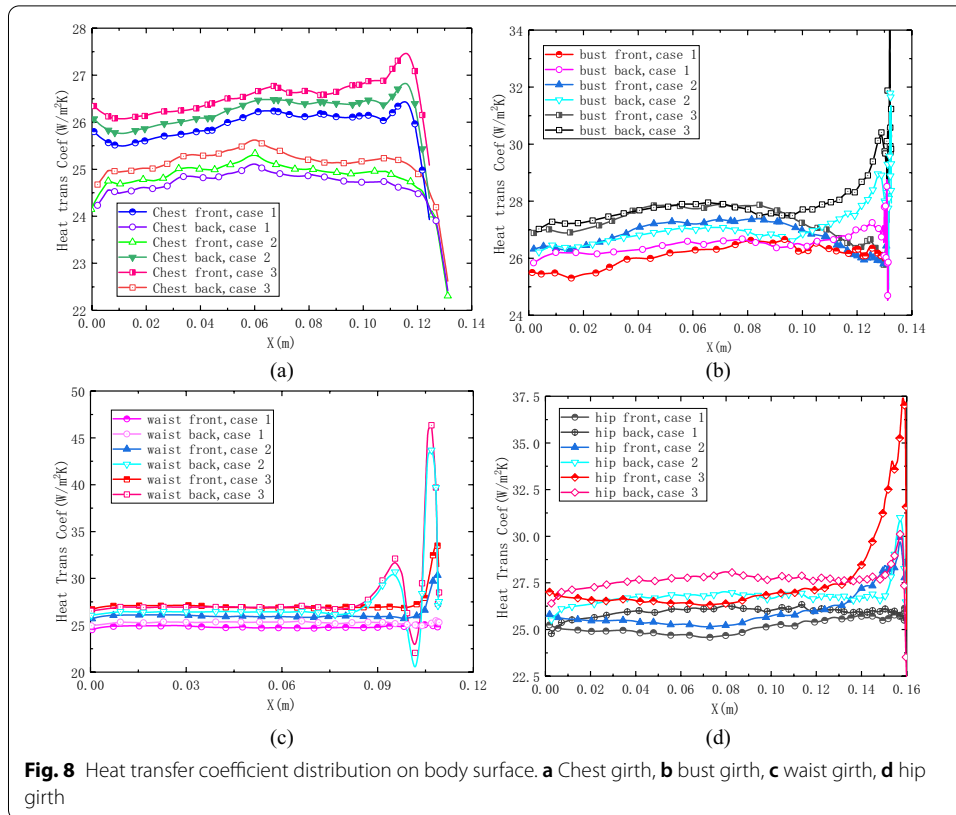 28
27
26
25
24
23
22
Heat trans Coef(W/m²K)
Chest front, case 1
Chest back, case 1
Chest front, case 2
Chest back, case 2
Chest front, case 3
Chest back, case 3
0.00 0.02 0.04 0.06 0.08 0.10 0.12 0.14
X(m)
(a)
34
32
30
28
26
24
Heat trans Coef(W/m²K)
bust front, case 1
bust back, case 1
bust front, case 2
bust back, case 2
bust front, case 3
bust back, case 3
0.00 0.02 0.04 0.06 0.08 0.10 0.12 0.14
X(m)
(b)
50
45
40
35
30
25
20
Heat Trans Coef(W/m²K)
waist front, case 1
waist back, case 1
waist front, case 2
waist back, case 2
waist front, case 3
waist back, case 3
0.00 0.03 0.06 0.09 0.12
X(m)
(c)
37.5
35.0
32.5
30.0
27.5
25.0
22.5
Heat Trans Coef(W/m²K)
hip front, case 1
hip back, case 1
hip front, case 2
hip back, case 2
hip front, case 3
hip back, case 3
0.00 0.02 0.04 0.06 0.08 0.10 0.12 0.14 0.16
X(m)
(d)
Fig. 8 Heat transfer coefficient distribution on body surface. a Chest girth, b bust girth, c waist girth, d hip
girth